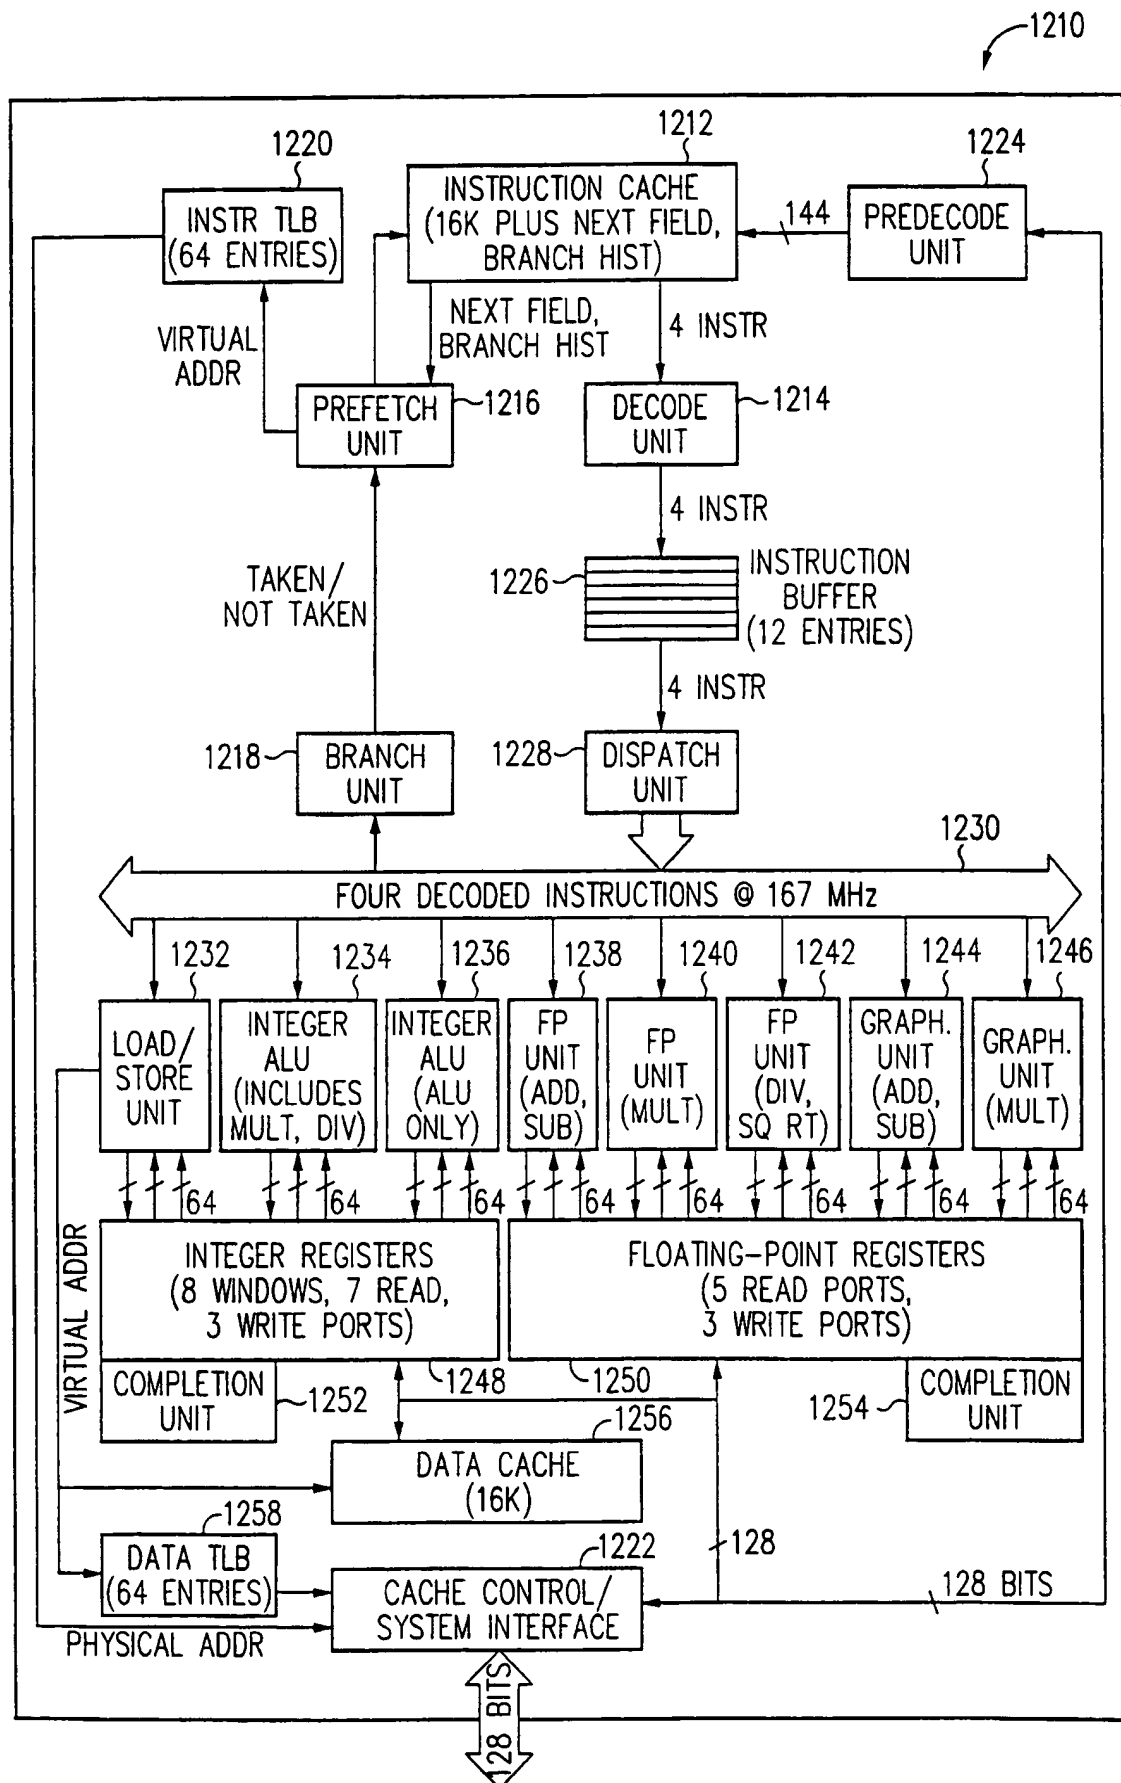 1210
1220
1212
1224
INSTR TLB
(64 ENTRIES)
INSTRUCTION CACHE
(16K PLUS NEXT FIELD,
BRANCH HIST)
144
PREDECODE
UNIT
VIRTUAL
ADDR
NEXT FIELD,
BRANCH HIST
4 INSTR
PREFETCH
UNIT
1216
DECODE
UNIT
1214
4 INSTR
TAKEN/
NOT TAKEN
1226
INSTRUCTION
BUFFER
(12 ENTRIES)
4 INSTR
1218
BRANCH
UNIT
1228
DISPATCH
UNIT
1230
FOUR DECODED INSTRUCTIONS @ 167 MHz
1232
1234
1236
1238
1240
1242
1244
1246
LOAD/
STORE
UNIT
INTEGER
ALU
(INCLUDES
MULT, DIV)
INTEGER
ALU
(ALU
ONLY)
FP
UNIT
(ADD,
SUB)
FP
UNIT
(MULT)
FP
UNIT
(DIV,
SQ RT)
GRAPH.
UNIT
(ADD,
SUB)
GRAPH.
UNIT
(MULT)
64
64
64
64
64
64
64
64
VIRTUAL ADDR
INTEGER REGISTERS
(8 WINDOWS, 7 READ,
3 WRITE PORTS)
FLOATING-POINT REGISTERS
(5 READ PORTS,
3 WRITE PORTS)
COMPLETION
UNIT
1252
1248
1250
1254
COMPLETION
UNIT
1256
DATA CACHE
(16K)
1258
DATA TLB
(64 ENTRIES)
1222
CACHE CONTROL/
SYSTEM INTERFACE
128
128 BITS
PHYSICAL ADDR
128 BITS